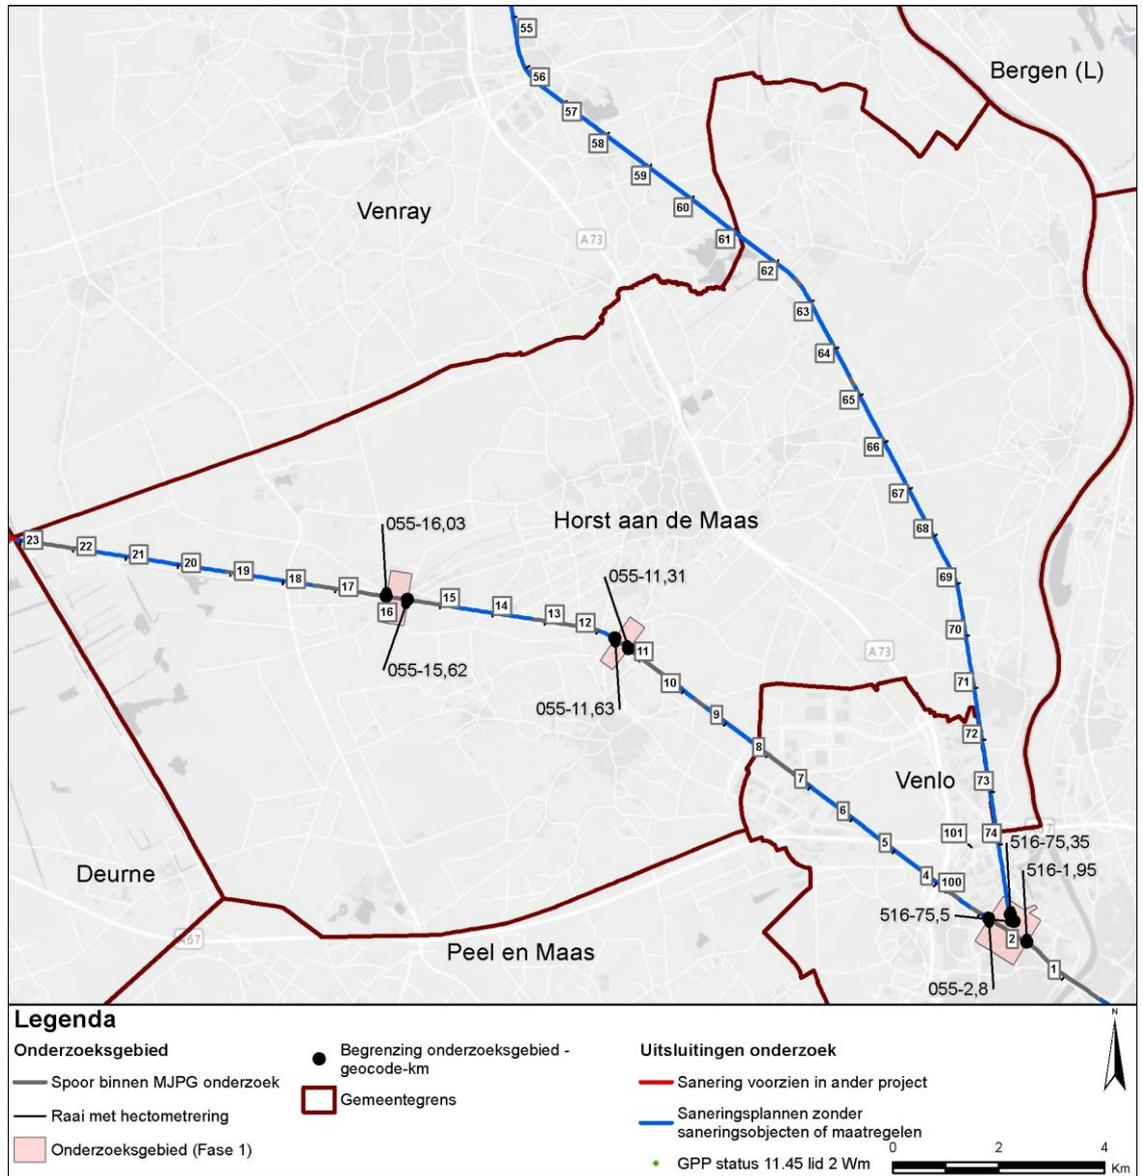 55
Bergen (L)
56
57
58
59
60
Venray
61
A73
62
63
64
65
66
67
68
Horst aan de Maas
055-16,03
23
22
21
20
19
18
17
16
15
14
13
12
11
055-11,31
69
055-15,62
70
A73
10
71
055-11,63
9
72
8
7
Venlo
73
6
101
74
516-75,35
5
516-1,95
Deurne
4
100
516-75,5
A67
2
Peel en Maas
1
055-2,8
Legenda
Onderzoeksgebied
Spoor binnen MJPG onderzoek
Raai met hectometrering
Onderzoeksgebied (Fase 1)
Begrenzing onderzoeksgebied -
geocode-km
Gemeentegrens
Uitsluitingen onderzoek
Sanering voorzien in ander project
Saneringsplannen zonder
saneringsobjecten of maatregelen
GPP status 11.45 lid 2 Wm
N
0
2
4
Km